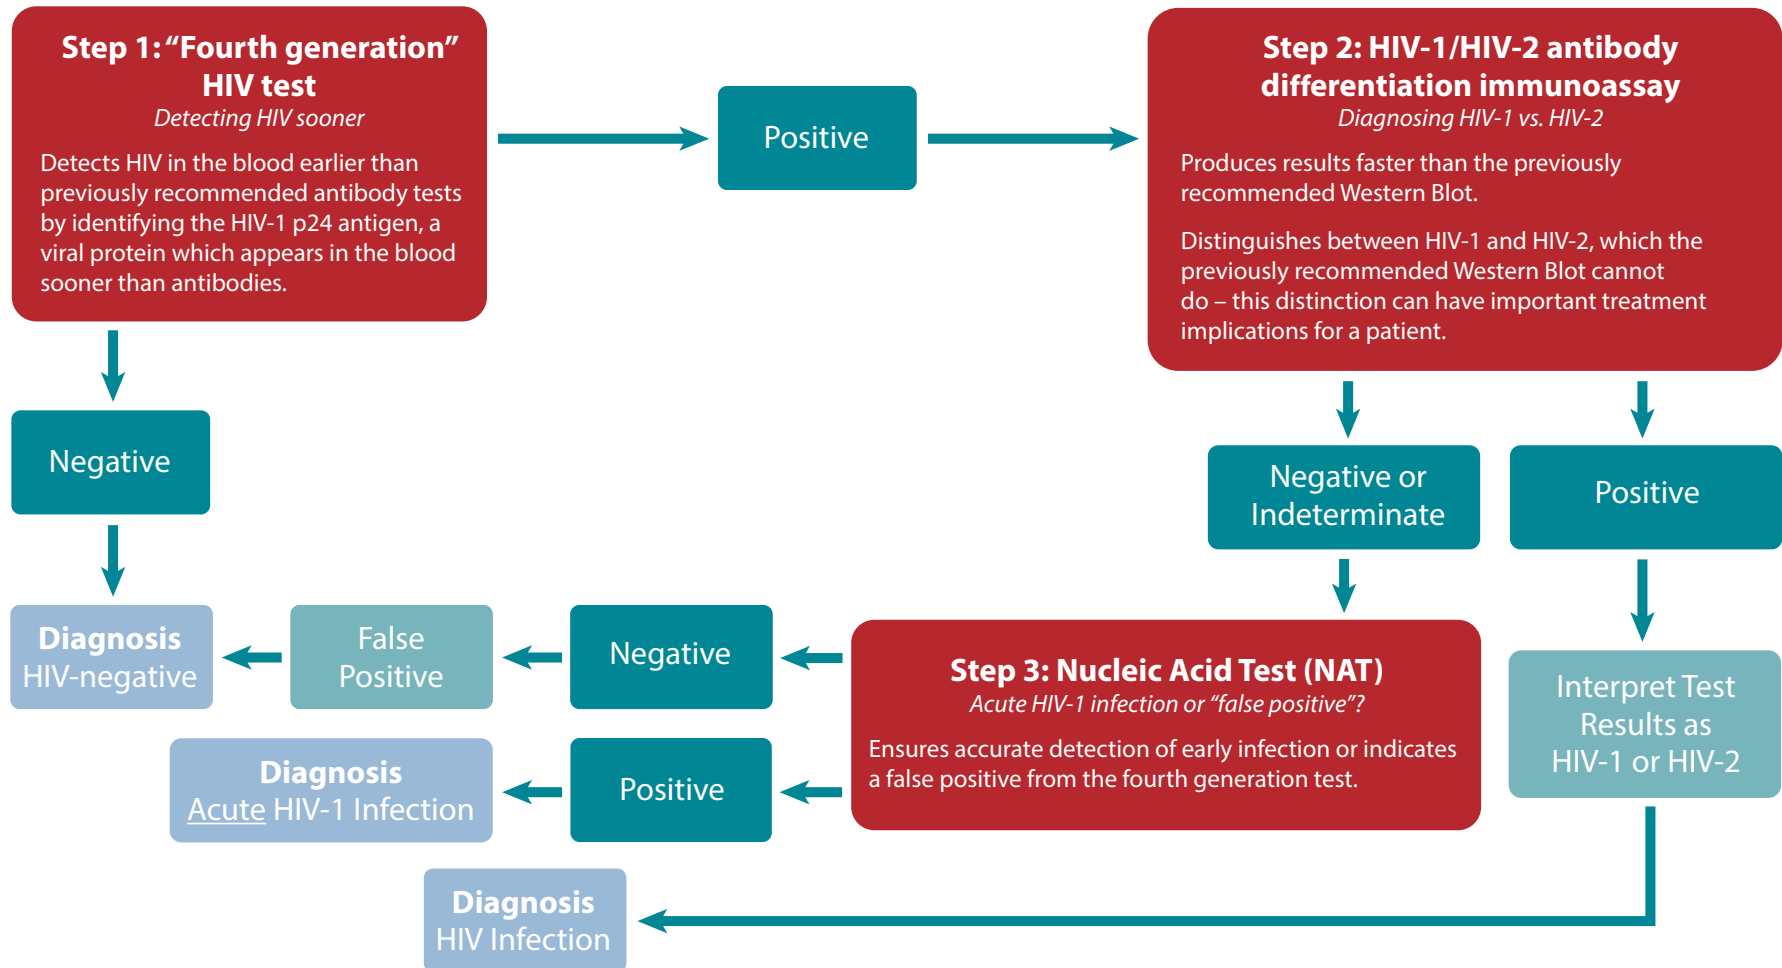 Step 1: “Fourth generation”
HIV test
Detecting HIV sooner
Detects HIV in the blood earlier than
previously recommended antibody tests
by identifying the HIV-1 p24 antigen, a
viral protein which appears in the blood
sooner than antibodies.
Positive
Step 2: HIV-1/HIV-2 antibody
differentiation immunoassay
Diagnosing HIV-1 vs. HIV-2
Produces results faster than the previously
recommended Western Blot.
Distinguishes between HIV-1 and HIV-2, which the
previously recommended Western Blot cannot
do – this distinction can have important treatment
implications for a patient.
Negative
Negative or
Indeterminate
Positive
Diagnosis
HIV-negative
False
Positive
Negative
Step 3: Nucleic Acid Test (NAT)
Acute HIV-1 infection or “false positive”?
Ensures accurate detection of early infection or indicates
a false positive from the fourth generation test.
Interpret Test
Results as
HIV-1 or HIV-2
Diagnosis
Acute HIV-1 Infection
Positive
Diagnosis
HIV Infection